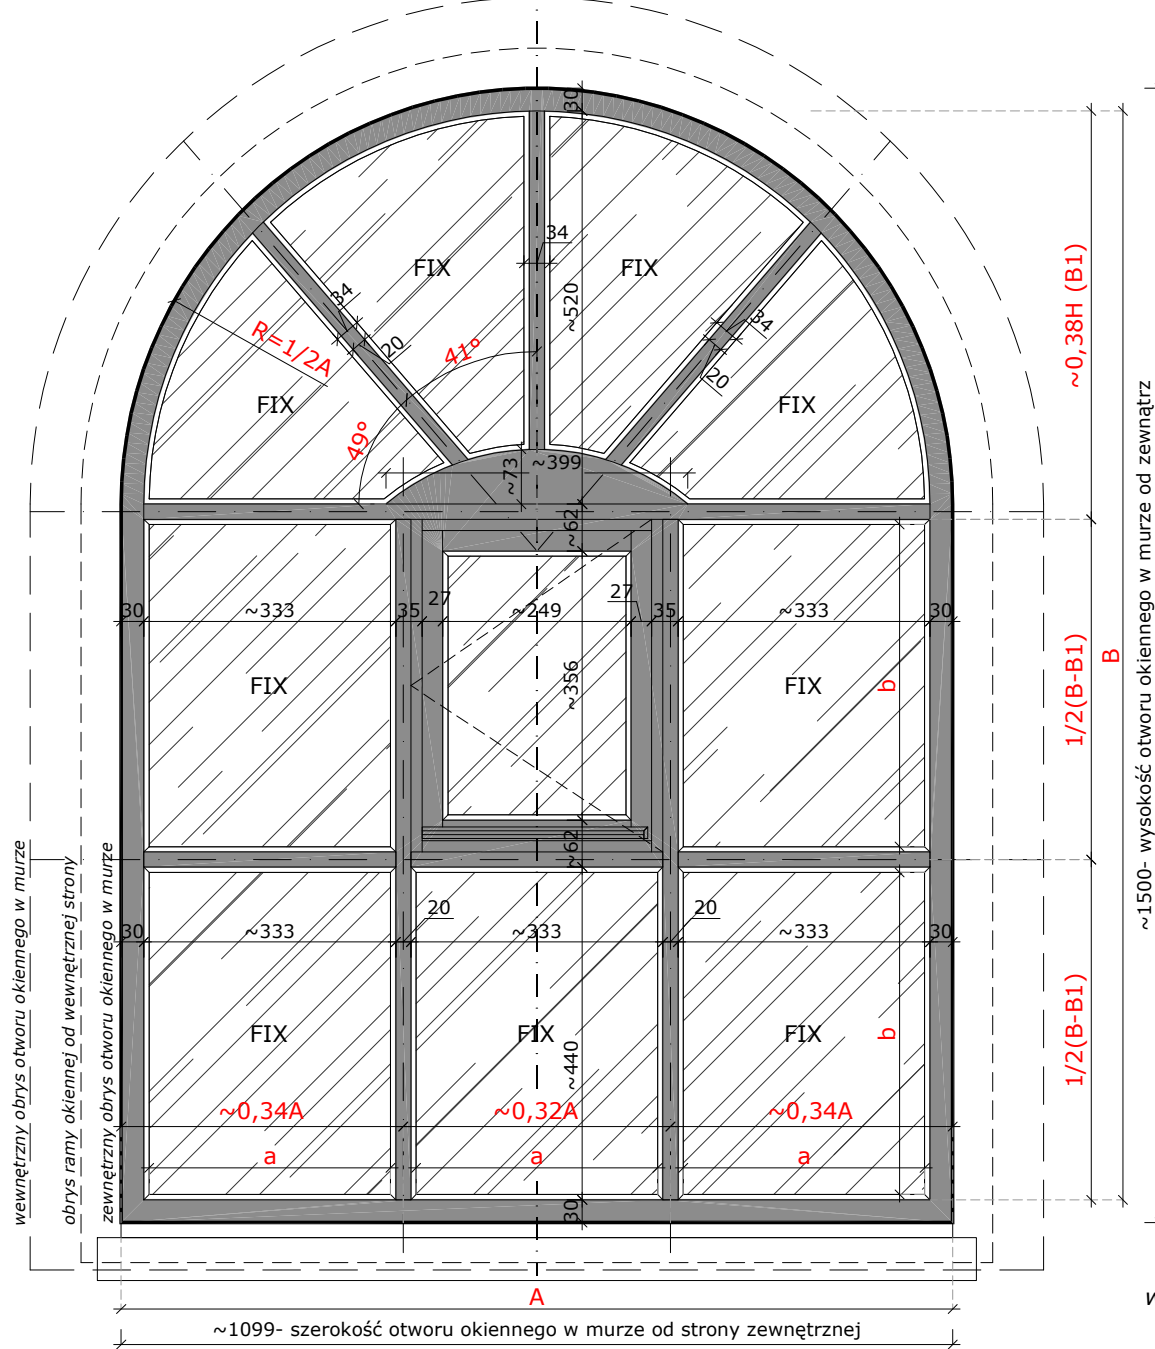 30
34
FIX
FIX
~520
34
34
20
20
R=1/2A
41°
49°
FIX
FIX
~73
~399
~62
~0,38H (B1)
30
~333
35
27
~249
27
35
~333
30
FIX
~356
FIX
b
1/2(B-B1)
B
~1500- wysokość otworu okiennego w murze od zewnątrz
~62
20
20
30
~333
~333
~333
30
FIX
FIX
FIX
b
~440
1/2(B-B1)
~0,34A
~0,32A
~0,34A
a
a
a
30
wewnętrzny obrys otworu okiennego w murze
obrys ramy okiennej od wewnętrznej strony
zewnętrzny obrys otworu okiennego w murze
A
~1099- szerokość otworu okiennego w murze od strony zewnętrznej